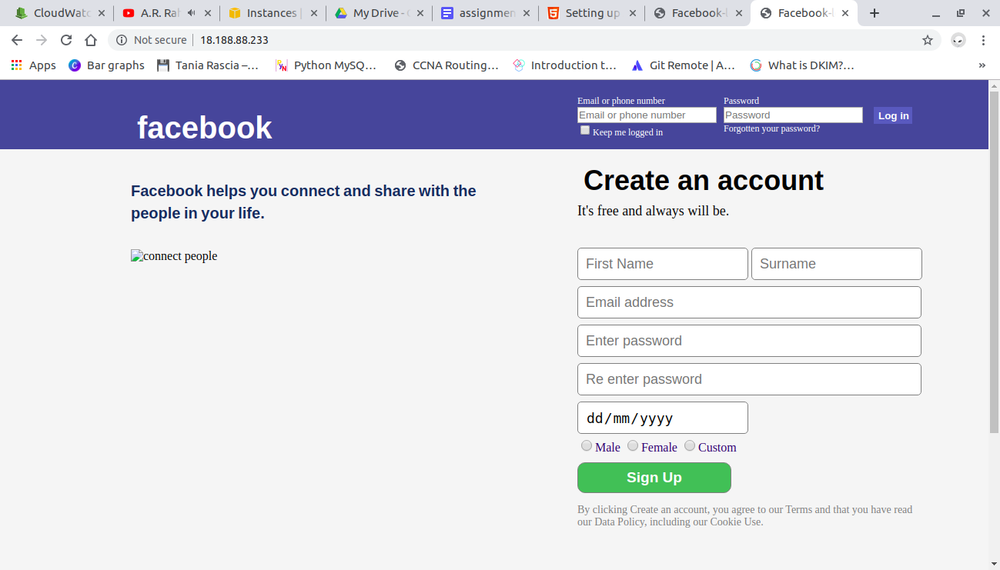 CloudWatc
A.R. Rah
Instances |
My Drive - G
assignmen
Setting up
Facebook-l
Facebook-l
Not secure
18.188.88.233
Apps
Bar graphs
Tania Rascia –…
Python MySQ…
CCNA Routing…
Introduction t…
Git Remote | A…
What is DKIM?…
»
facebook
Email or phone number
Password
Email or phone number
Password
Log in
Keep me logged in
Forgotten your password?
Facebook helps you connect and share with the
people in your life.
connect people
Create an account
It's free and always will be.
First Name
Surname
Email address
Enter password
Re enter password
dd/mm/yyyy
Male
Female
Custom
Sign Up
By clicking Create an account, you agree to our Terms and that you have read
our Data Policy, including our Cookie Use.